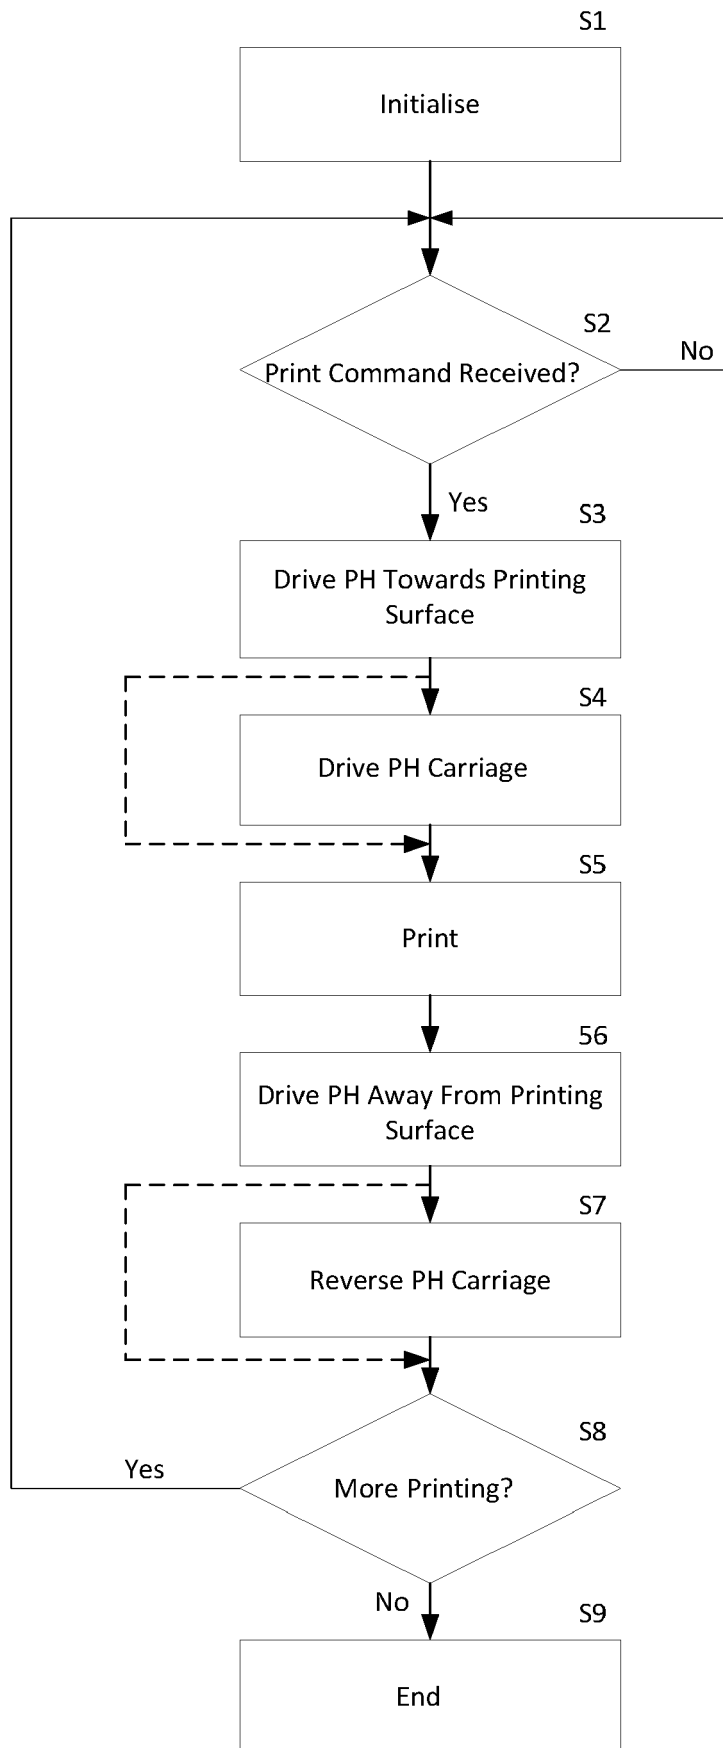 S1
Initialise
S2
Print Command Received?
No
Yes
S3
Drive PH Towards Printing
Surface
S4
Drive PH Carriage
S5
Print
56
Drive PH Away From Printing
Surface
S7
Reverse PH Carriage
S8
More Printing?
Yes
No
S9
End